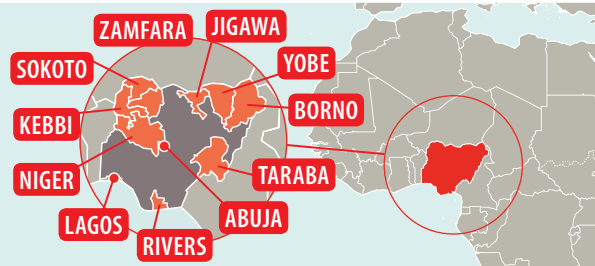 ZAMFARA
JIGAWA
SOKOTO
YOBE
KEBBI
BORNO
NIGER
TARABA
LAGOS
ABUJA
RIVERS